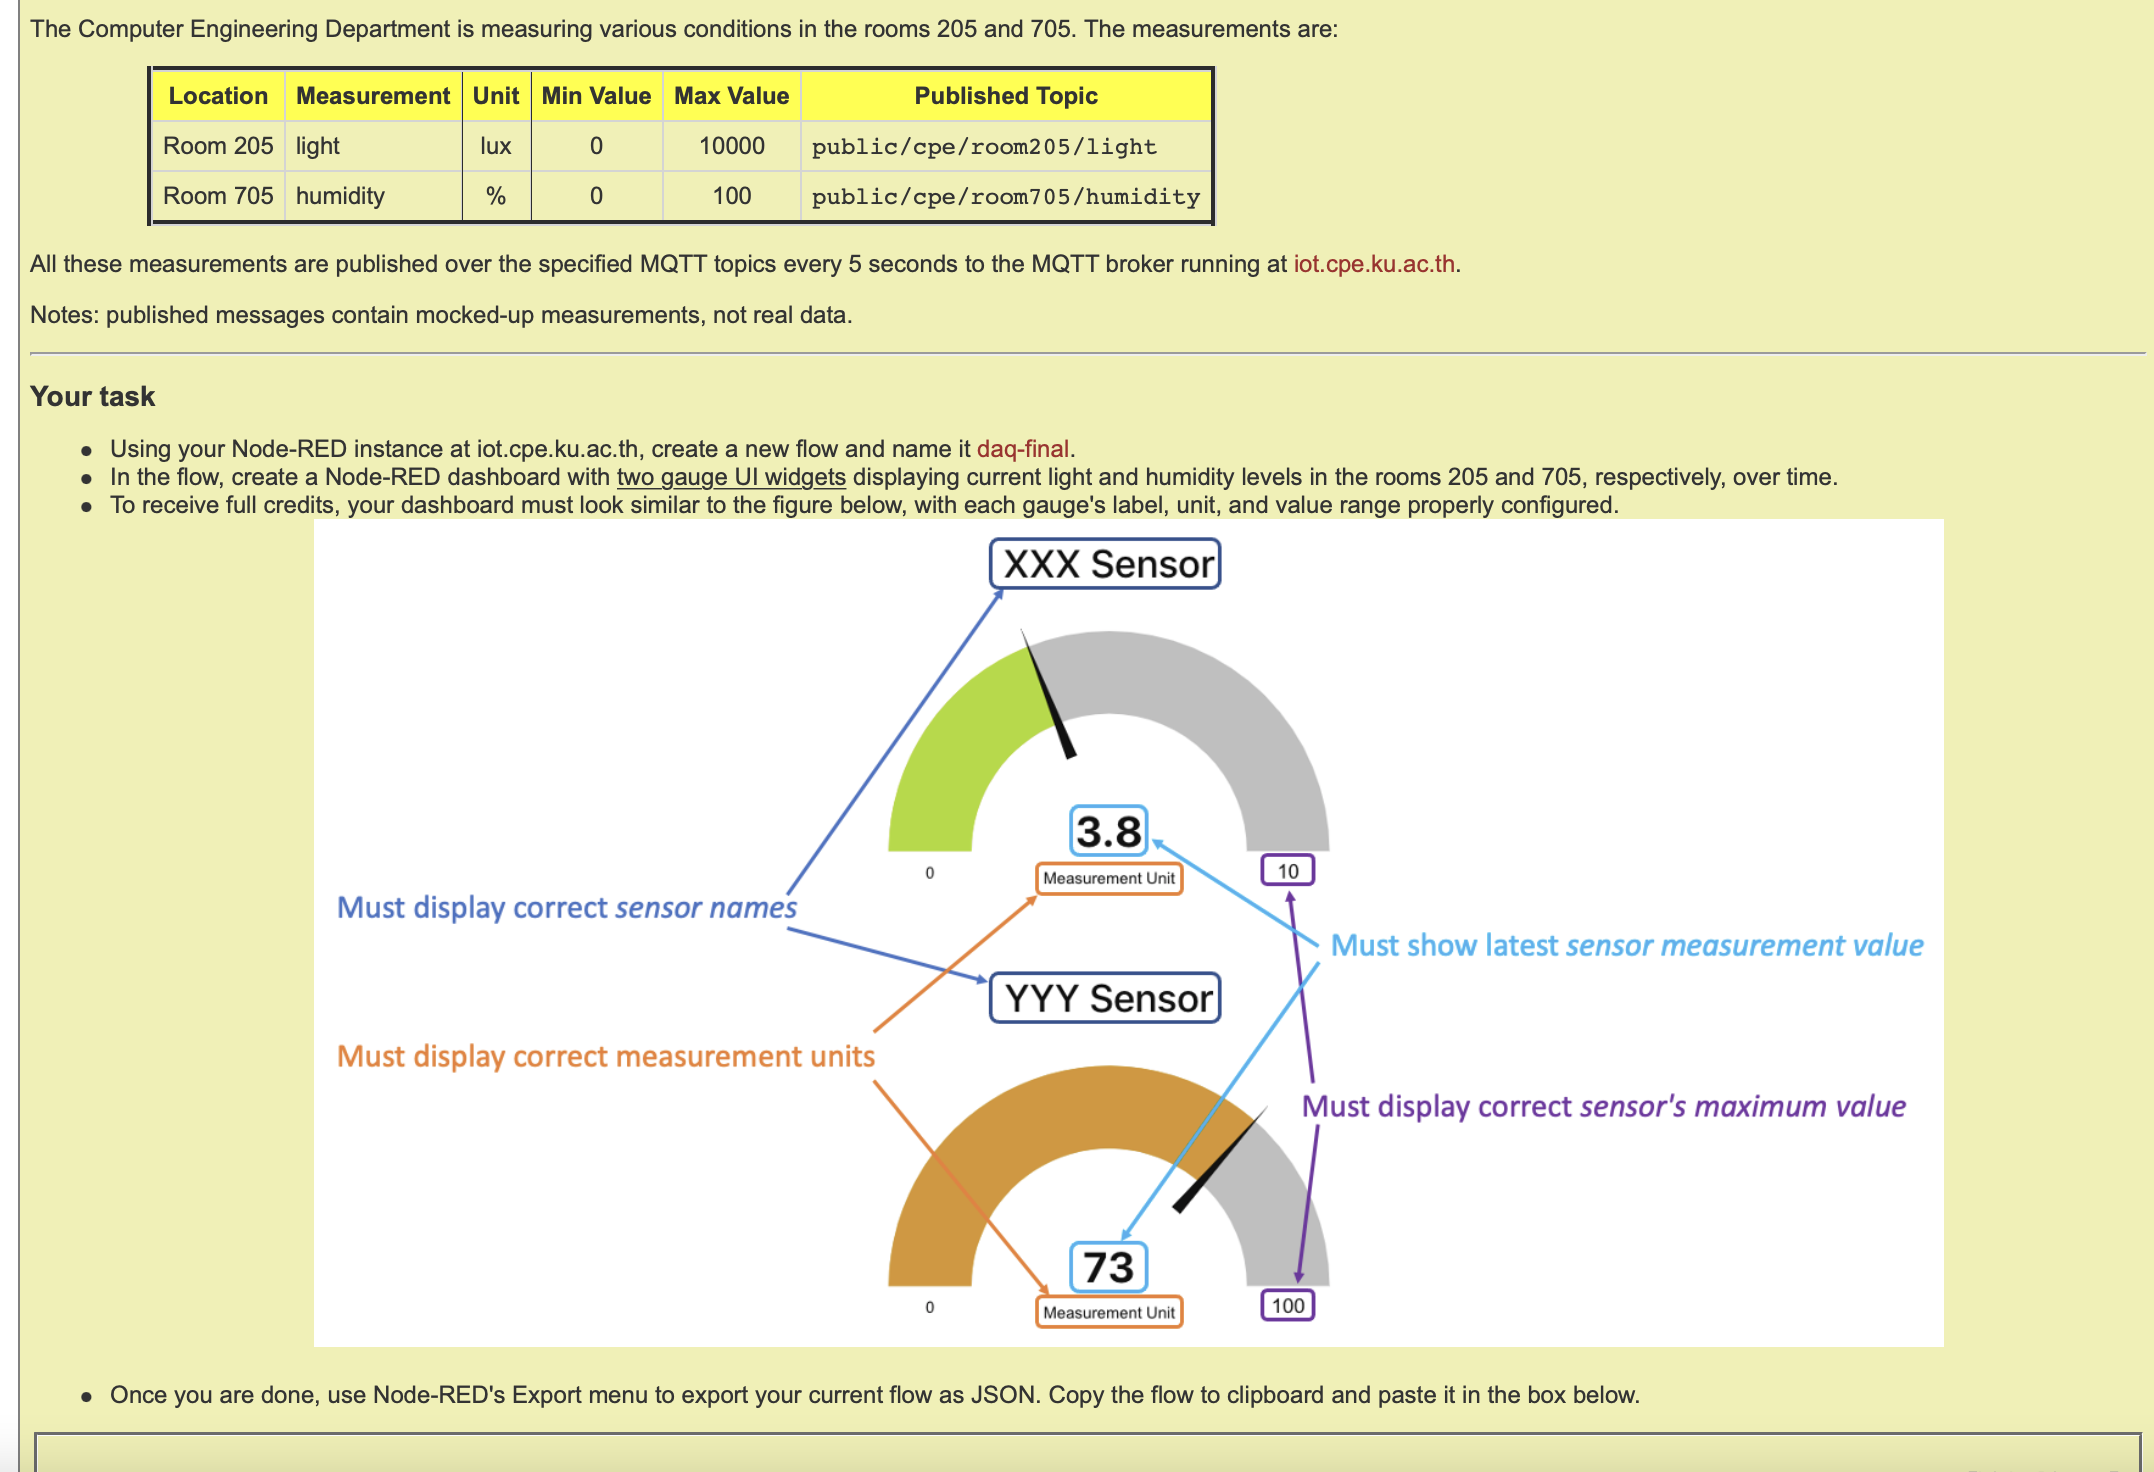 The Computer Engineering Department is measuring various conditions in the rooms 205 and 705. The measurements are:
Location Measurement Unit Min Value Max Value Published Topic
Room 205 light lux 0 10000 public/cpe/room205/light
Room 705 humidity % 0 100 public/cpe/room705/humidity
All these measurements are published over the specified MQTT topics every 5 seconds to the MQTT broker running at iot.cpe.ku.ac.th.
Notes: published messages contain mocked-up measurements, not real data.
Your task
• Using your Node-RED instance at iot.cpe.ku.ac.th, create a new flow and name it daq-final.
• In the flow, create a Node-RED dashboard with two gauge UI widgets displaying current light and humidity levels in the rooms 205 and 705, respectively, over time.
• To receive full credits, your dashboard must look similar to the figure below, with each gauge's label, unit, and value range properly configured.
XXX Sensor
3.8
0 Measurement Unit 10
Must display correct sensor names
Must show latest sensor measurement value
YYY Sensor
Must display correct measurement units
Must display correct sensor's maximum value
73
0 Measurement Unit 100
• Once you are done, use Node-RED's Export menu to export your current flow as JSON. Copy the flow to clipboard and paste it in the box below.